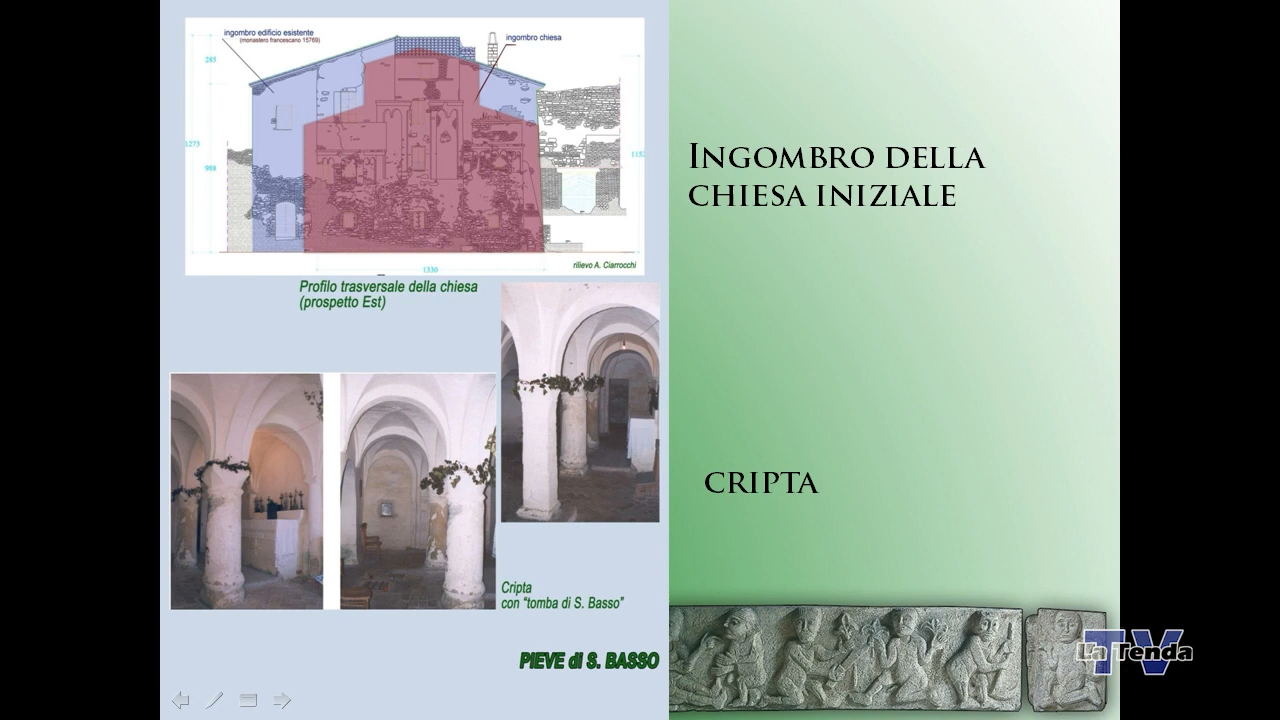 ingombro edificio esistente
(monastero francescano 15769)
ingombro chiesa
285
1273
988
1152
1330
rilievo A. Ciarrocchi
Profilo trasversale della chiesa
(prospetto Est)
Cripta
con "tomba di S. Basso"
PIEVE di S. BASSO
INGOMBRO DELLA
CHIESA INIZIALE
CRIPTA
TV
La Tenda